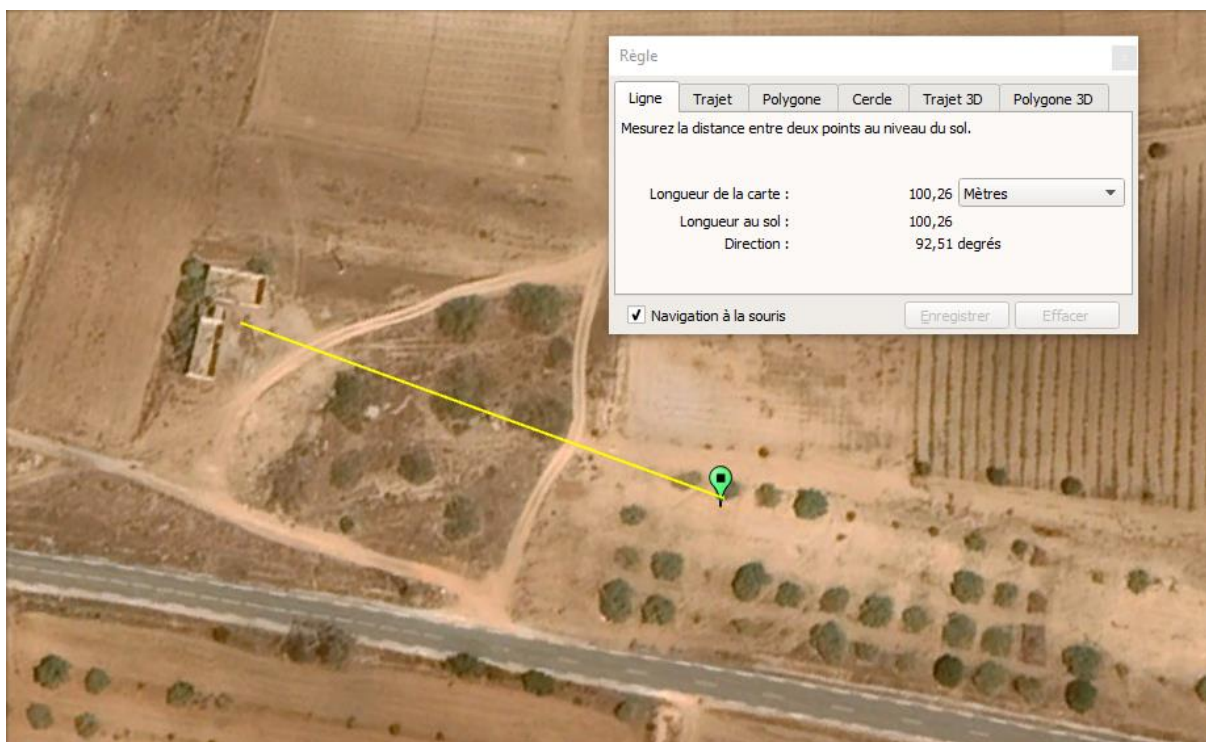 Règle
Ligne Trajet Polygone Cercle Trajet 3D Polygone 3D
Mesurez la distance entre deux points au niveau du sol.
Longueur de la carte : 100,26 Mètres
Longueur au sol : 100,26
Direction : 92,51 degrés
Navigation à la souris Enregistrer Effacer